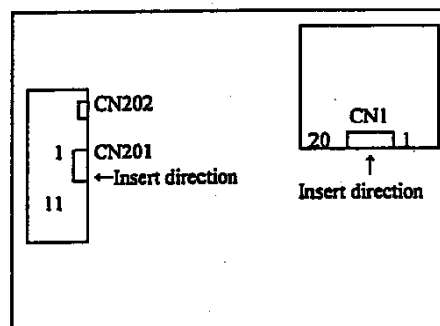 CN202
1 CN201
←Insert direction
11
CN1
20 1
↑
Insert direction